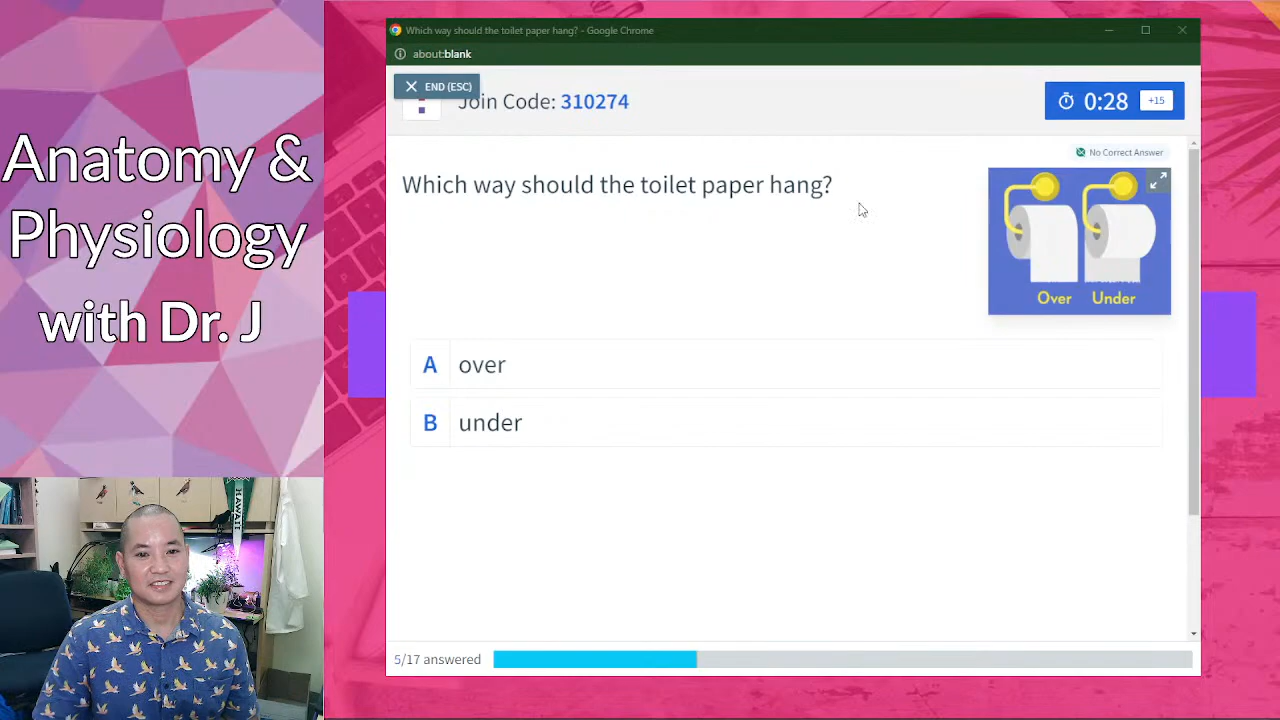 Anatomy &
Physiology
with Dr. J
HAWAII
Which way should the toilet paper hang? - Google Chrome
about:blank
END (ESC)
Join Code: 310274
0:28
+15
No Correct Answer
Which way should the toilet paper hang?
Over Under
A over
B under
5/17 answered